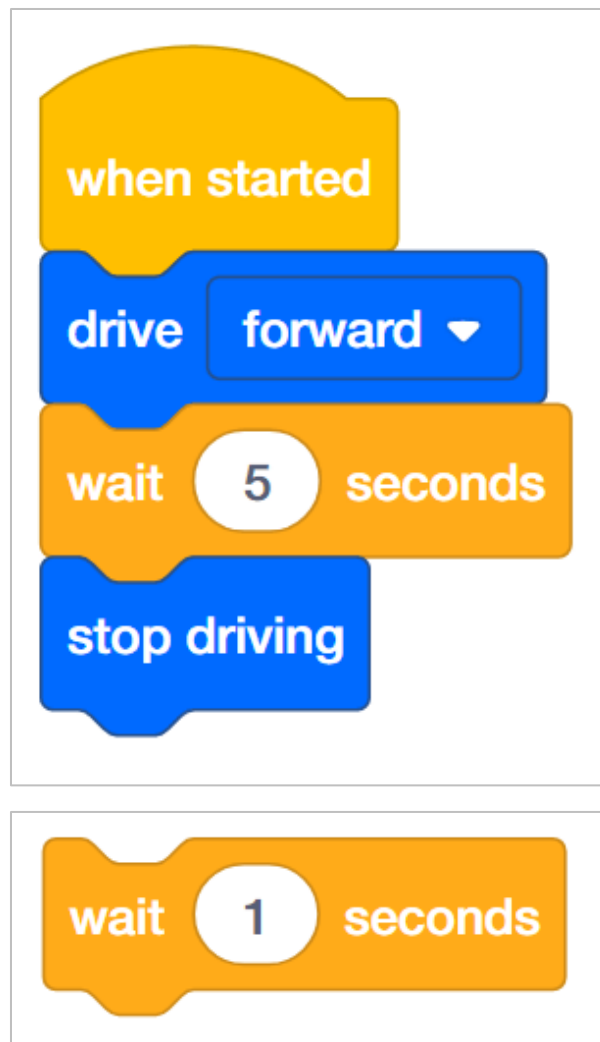 when started
drive forward
wait 5 seconds
stop driving
wait 1 seconds